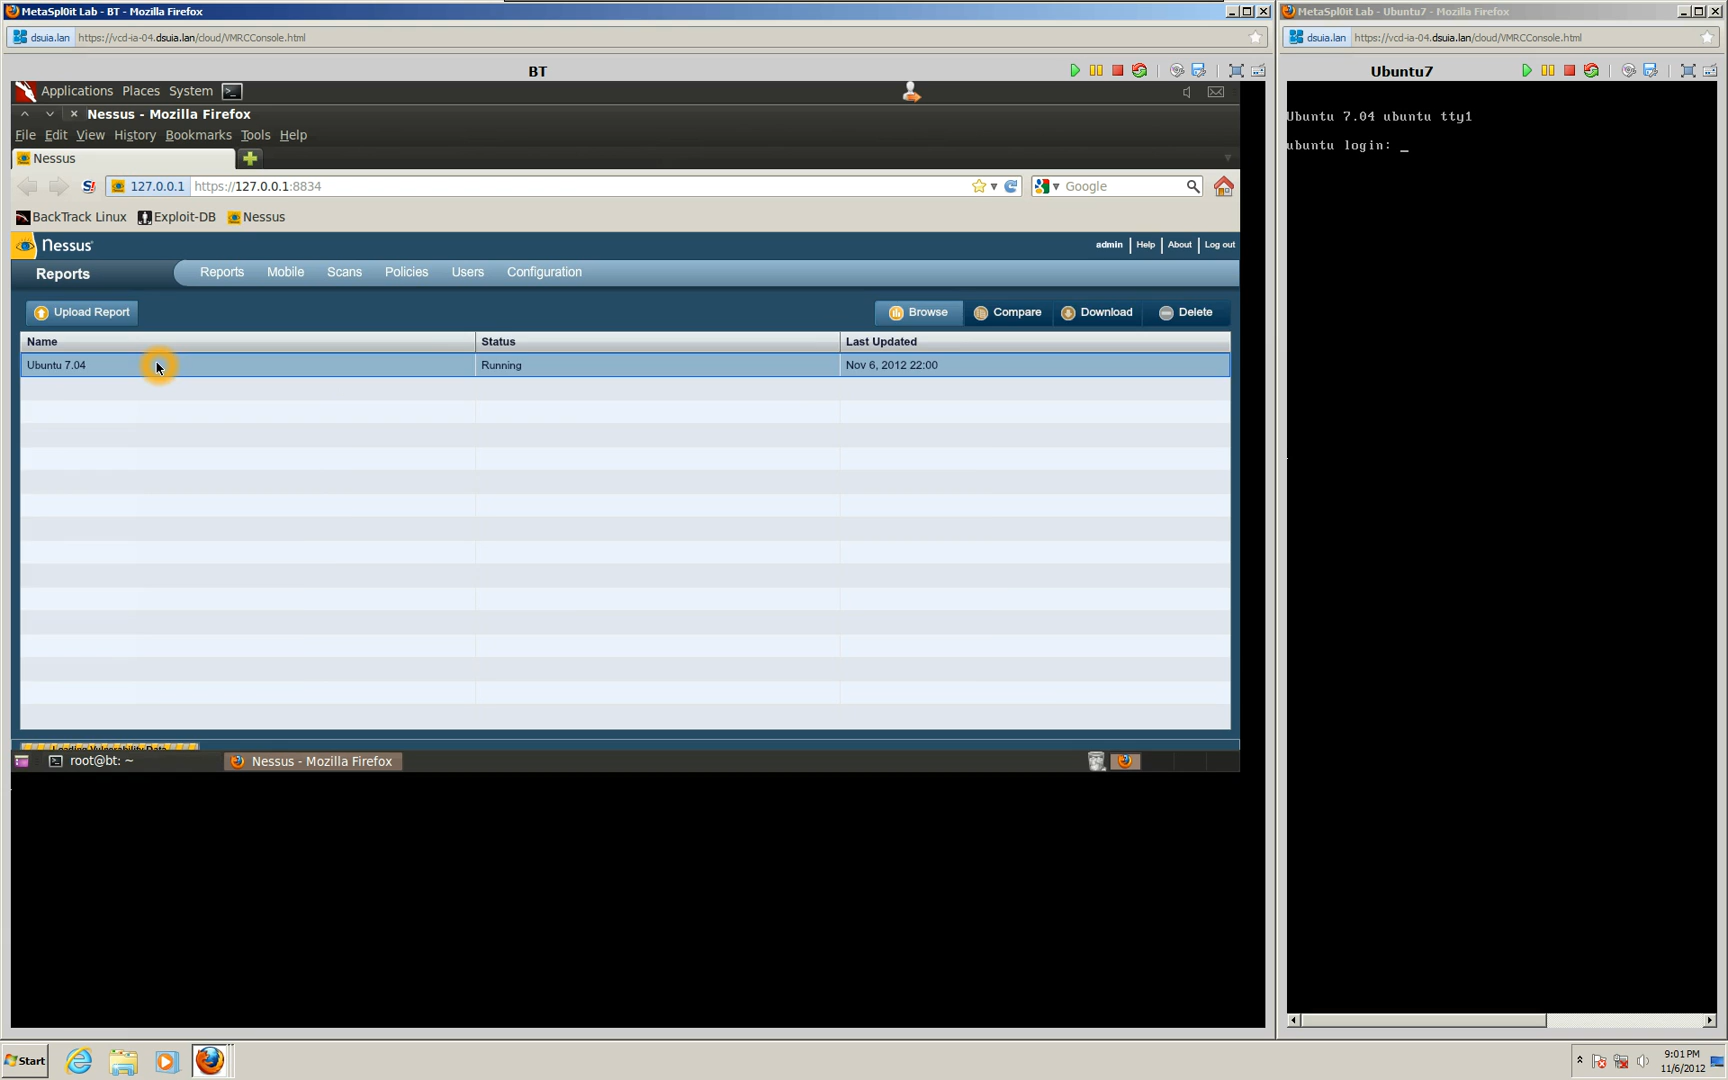 MetaSpl0it Lab - BT - Mozilla Firefox
dsuia.lan https://vcd-ia-04.dsuia.lan/cloud/VMRCConsole.html
BT
Applications Places System
Nessus - Mozilla Firefox
File Edit View History Bookmarks Tools Help
Nessus
127.0.0.1 https://127.0.0.1:8834 Google
BackTrack Linux Exploit-DB Nessus
nessus admin Help About Log out
Reports Reports Mobile Scans Policies Users Configuration
Upload Report Browse Compare Download Delete
Name Status Last Updated
Ubuntu 7.04 Running Nov 6, 2012 22:00
Loading Vulnerability Data
root@bt: ~ Nessus - Mozilla Firefox
MetaSpl0it Lab - Ubuntu7 - Mozilla Firefox
dsuia.lan https://vcd-ia-04.dsuia.lan/cloud/VMRCConsole.html
Ubuntu7
Ubuntu 7.04 ubuntu tty1
ubuntu login: _
Start 9:01 PM
11/6/2012